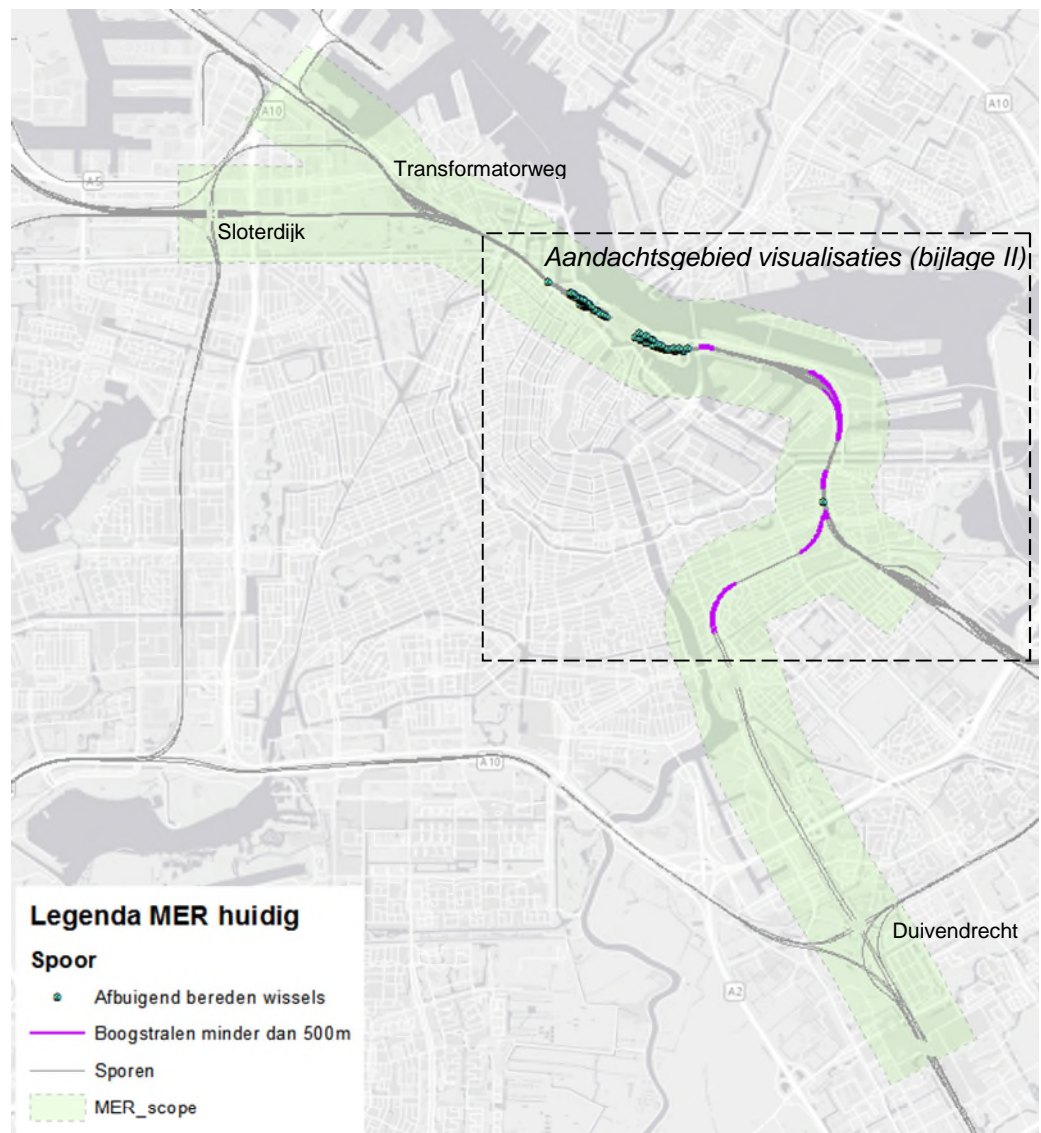 A10
A10
Transformatorweg
A5
Sloterdijk
Aandachtsgebied visualisaties (bijlage II)
A 10
Duivendrecht
A2
Legenda MER huidig
Spoor
Afbuigend bereden wissels
Boogstralen minder dan 500m
Sporen
MER_scope